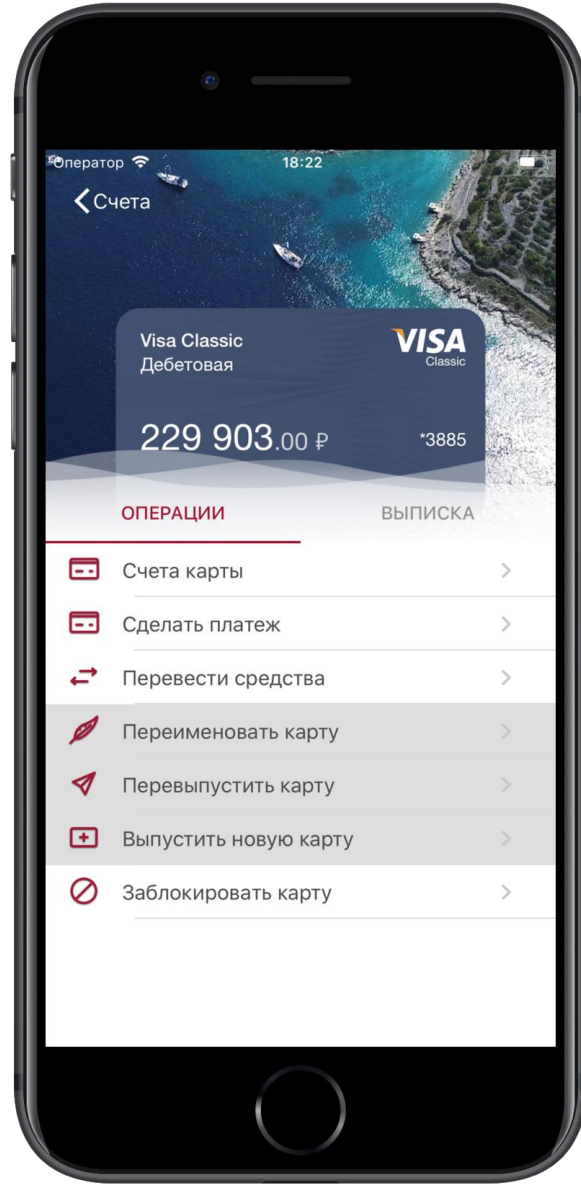 Оператор 18:22
Счета
Visa Classic
Дебетовая
VISA
Classic
229 903.00 ₽
*3885
ОПЕРАЦИИ
ВЫПИСКА
Счета карты
Сделать платеж
Перевести средства
Переименовать карту
Перевыпустить карту
Выпустить новую карту
Заблокировать карту